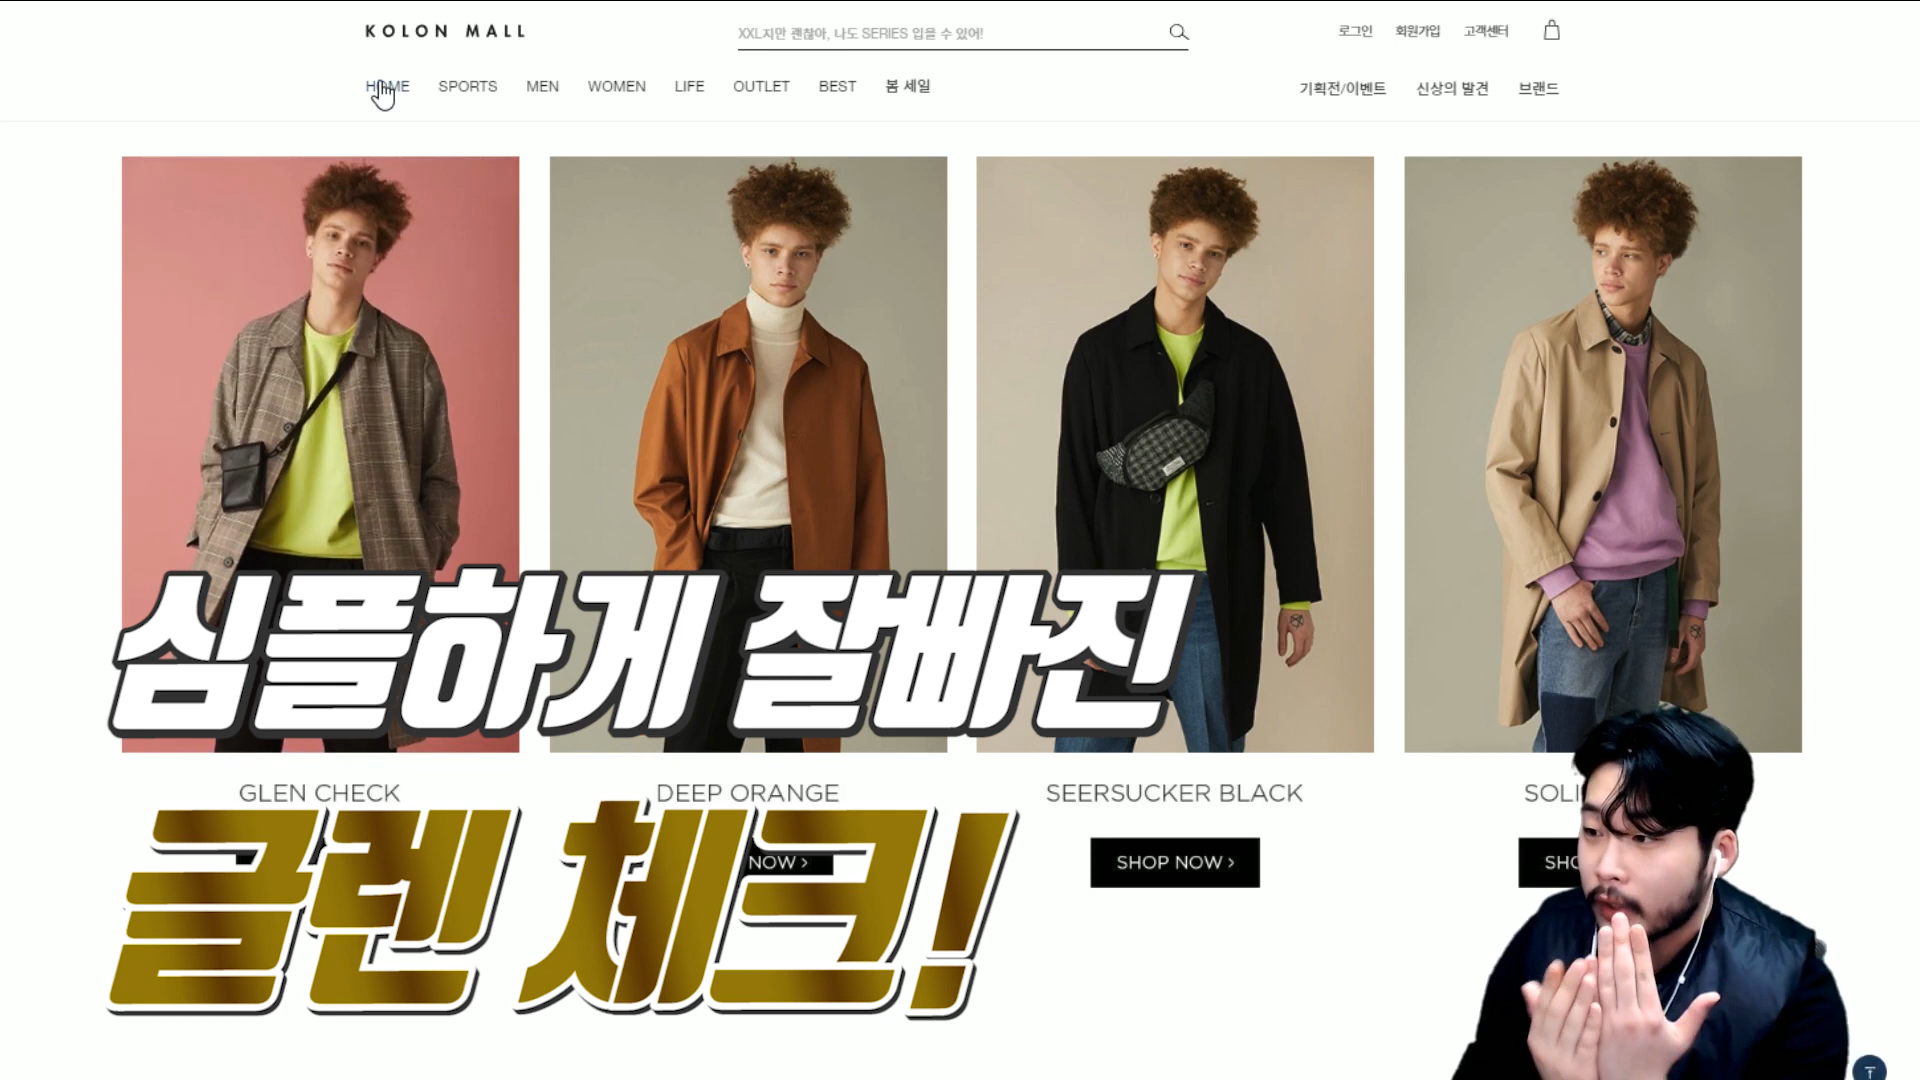 KOLON MALL
XXL지만 괜찮아, 나도 SERIES 입을 수 있어!
로그인 회원가입 고객센터
HOME SPORTS MEN WOMEN LIFE OUTLET BEST 봄 세일
기획전/이벤트 신상의 발견 브랜드
심플하게 잘빠진
GLEN CHECK DEEP ORANGE SEERSUCKER BLACK SOLI
글렌 체크!
NOW > SHOP NOW > SHO